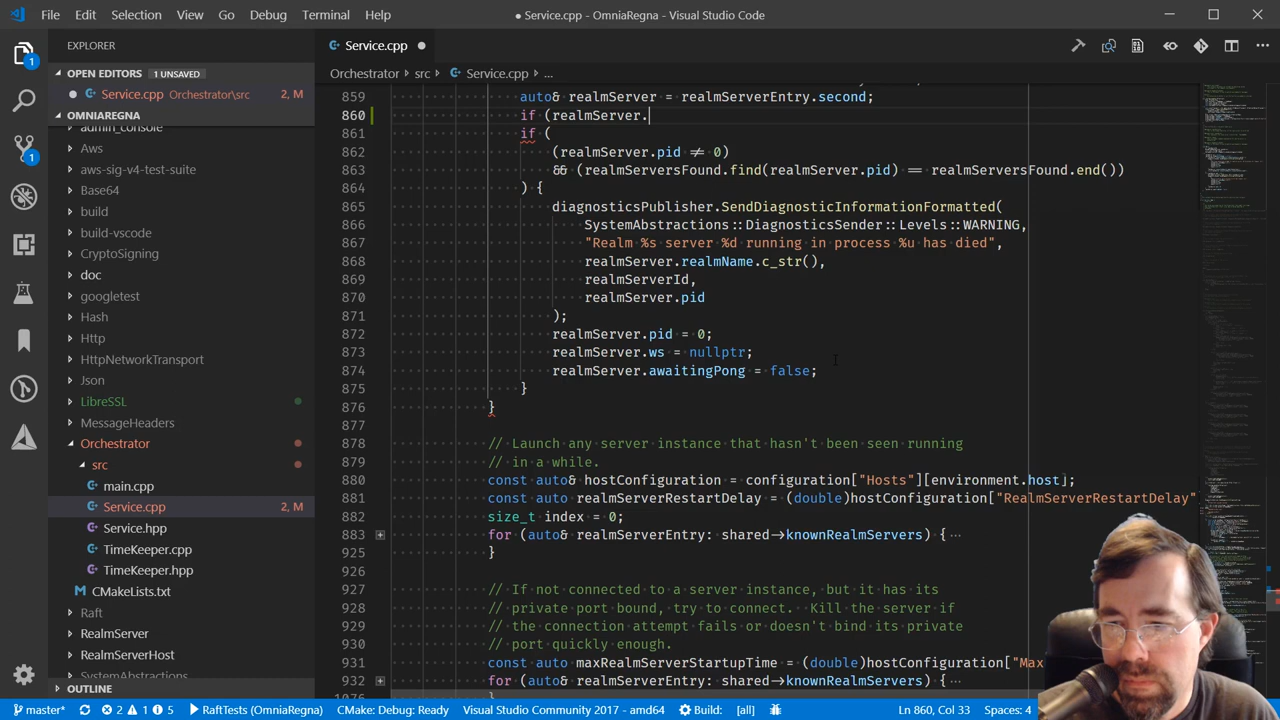 File Edit Selection View Go Debug Terminal Help ● Service.cpp - OmniaRegna - Visual Studio Code
EXPLORER Service.cpp
OPEN EDITORS 1 UNSAVED Orchestrator > src > Service.cpp > ...
Service.cpp Orchestrator\src 2, M
OMNIAREGNA
admin_console
Aws
aws-sig-v4-test-suite
Base64
build
build-vscode
CryptoSigning
doc
googletest
Hash
Http
HttpNetworkTransport
Json
LibreSSL
MessageHeaders
Orchestrator
src
main.cpp
Service.cpp 2, M
Service.hpp
TimeKeeper.cpp
TimeKeeper.hpp
CMakeLists.txt
Raft
RealmServer
RealmServerHost
SystemAbstractions
OUTLINE
859 auto& realmServer = realmServerEntry.second;
860 if (realmServer.
861 if (
862 (realmServer.pid ≠ 0)
863 && (realmServersFound.find(realmServer.pid) == realmServersFound.end())
864 ) {
865 diagnosticsPublisher.SendDiagnosticInformationFormatted(
866 SystemAbstractions::DiagnosticsSender::Levels::WARNING,
867 "Realm %s server %d running in process %u has died",
868 realmServer.realmName.c_str(),
869 realmServerId,
870 realmServer.pid
871 );
872 realmServer.pid = 0;
873 realmServer.ws = nullptr;
874 realmServer.awaitingPong = false;
875 }
876 }
877
878 // Launch any server instance that hasn't been seen running
879 // in a while.
880 const auto& hostConfiguration = configuration["Hosts"][environment.host];
881 const auto realmServerRestartDelay = (double)hostConfiguration["RealmServerRestartDelay"
882 size_t index = 0;
883 for (auto& realmServerEntry: shared→knownRealmServers) {…
925 }
926
927 // If not connected to a server instance, but it has its
928 // private port bound, try to connect. Kill the server if
929 // the connection attempt fails or doesn't bind its private
930 // port quickly enough.
931 const auto maxRealmServerStartupTime = (double)hostConfiguration["Max
932 for (auto& realmServerEntry: shared→knownRealmServers) {…
1076 }
master* 2 1 5 RaftTests (OmniaRegna) CMake: Debug: Ready Visual Studio Community 2017 - amd64 Build: [all] Ln 860, Col 33 Spaces: 4